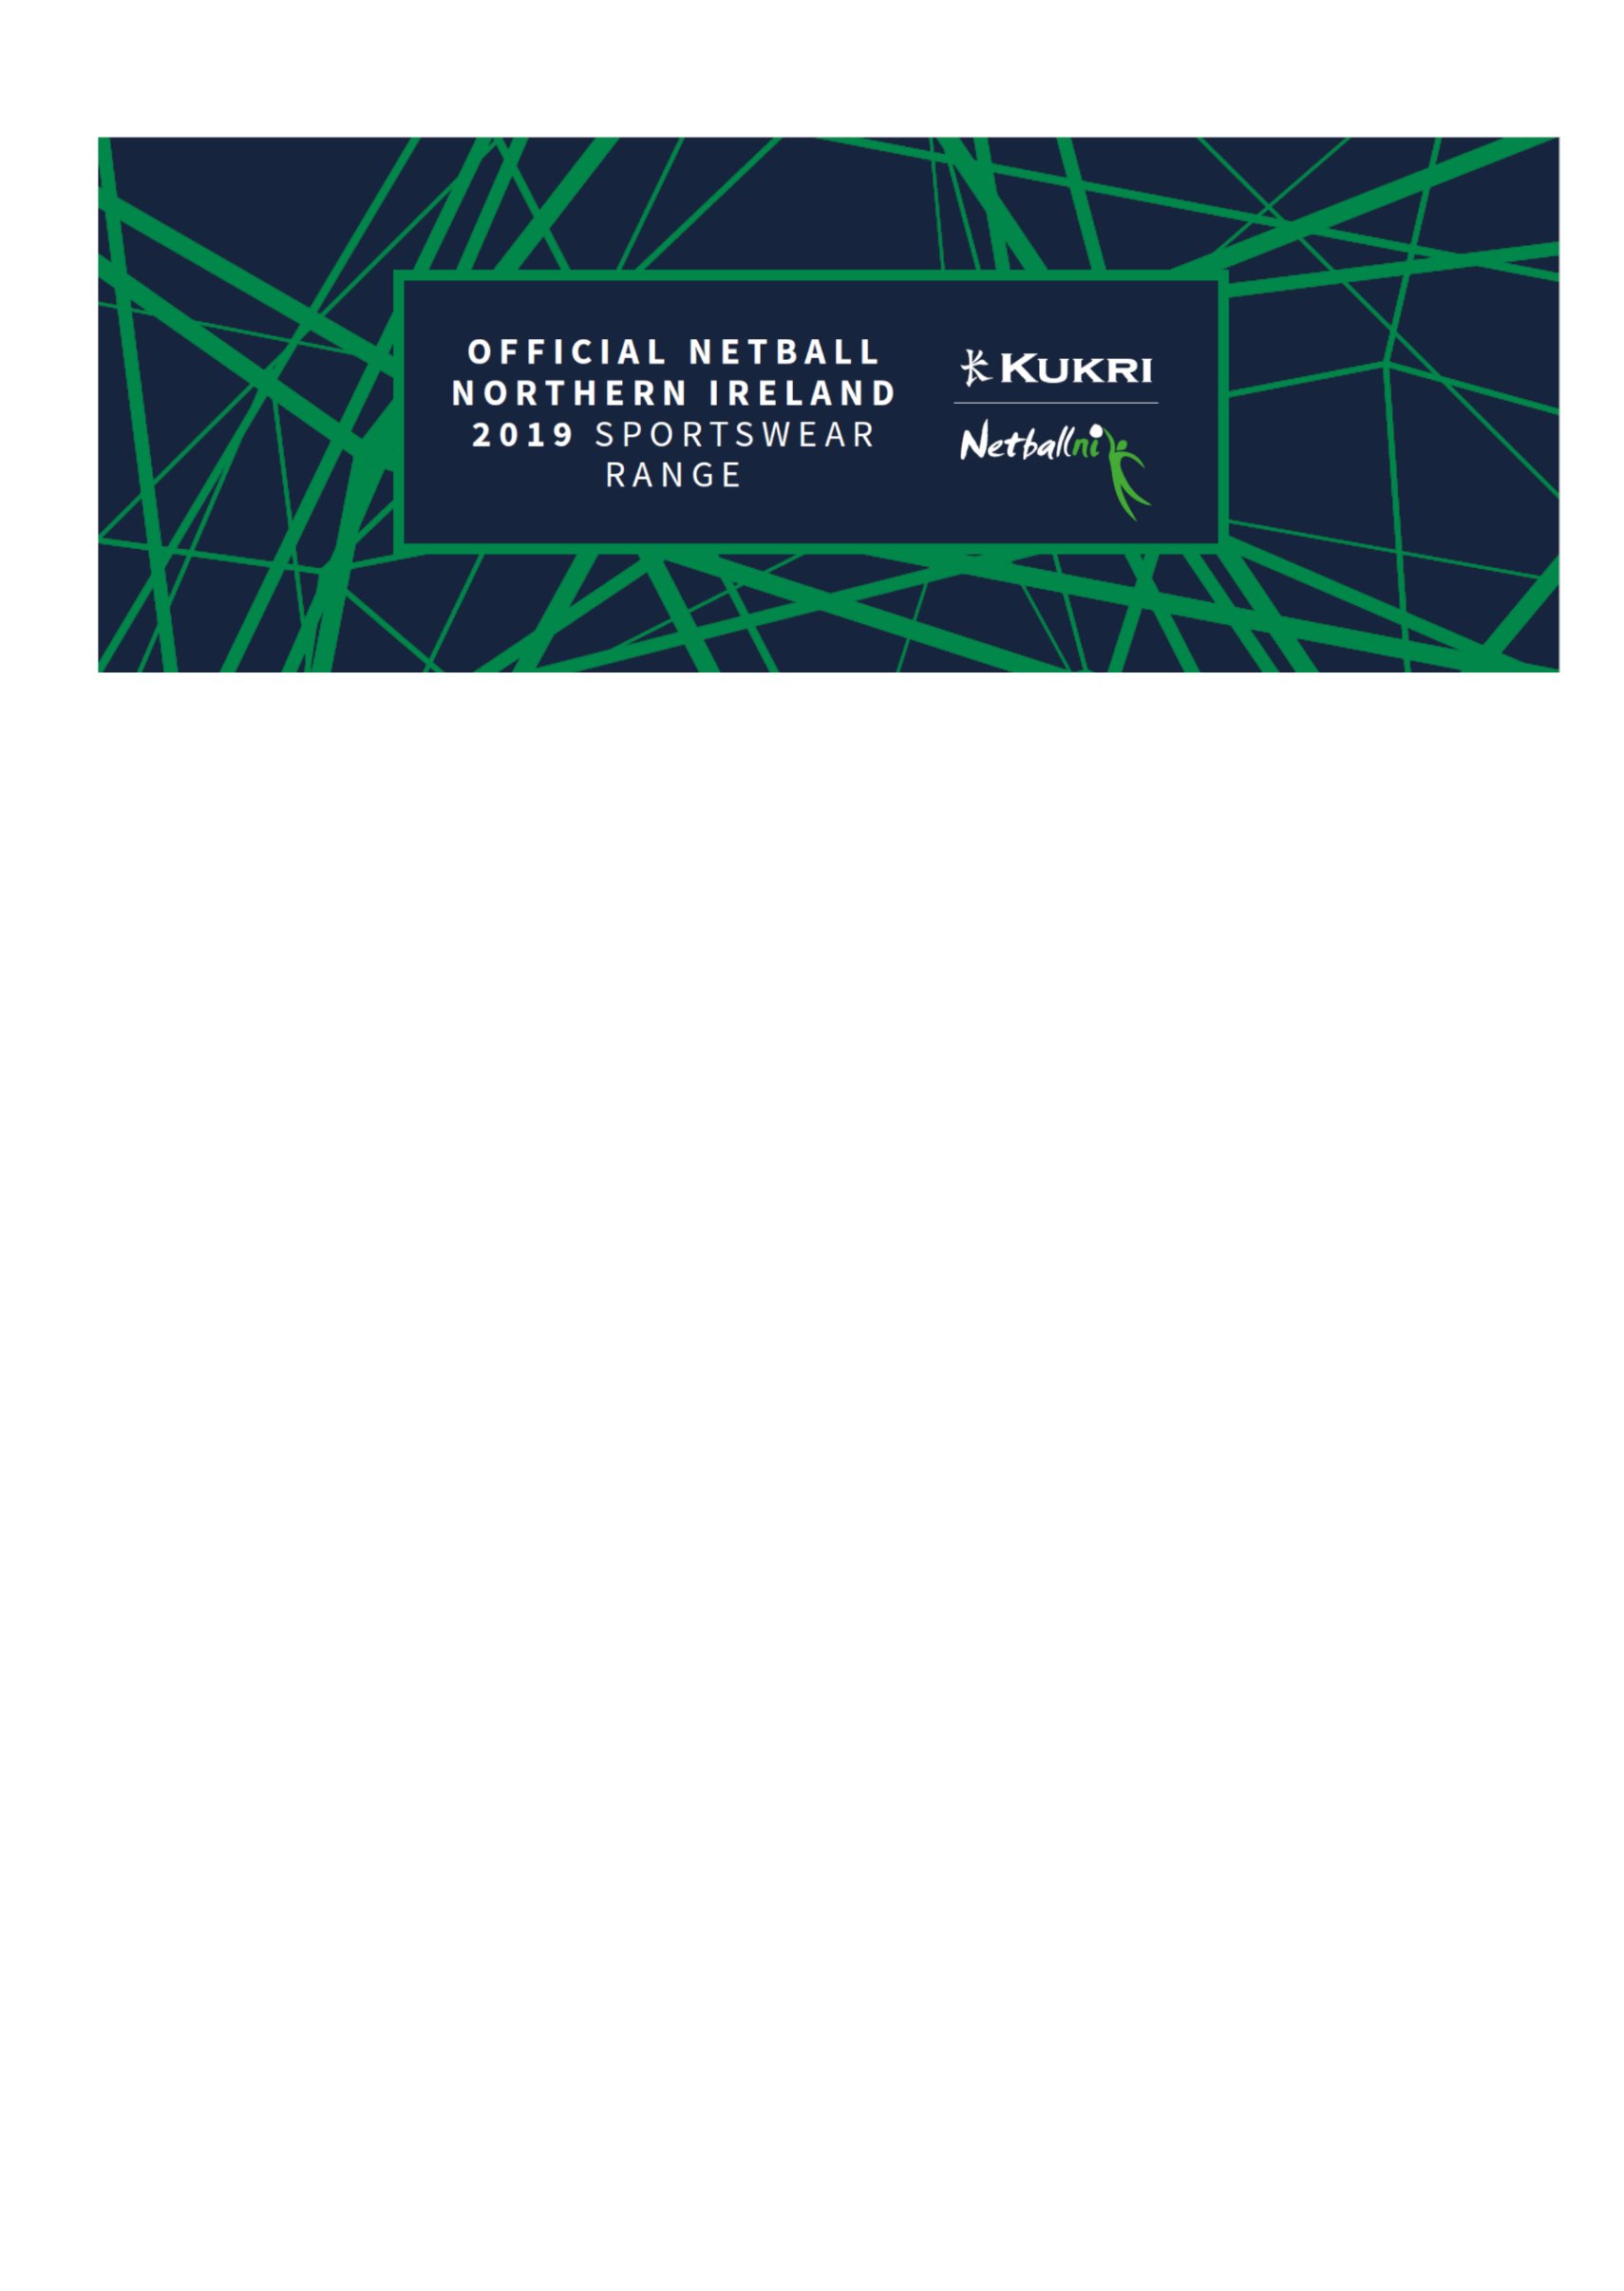 OFFICIAL NETBALL
NORTHERN IRELAND
2019 SPORTSWEAR
RANGE
KUKRI
Netballni